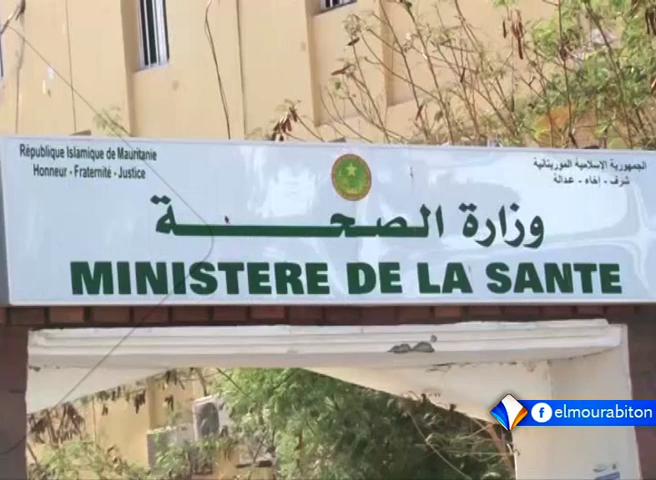 République Islamique de Mauritanie
Honneur - Fraternité - Justice
الجمهورية الإسلامية الموريتانية
شرف - إخاء - عدالة
وزارة الصحة
MINISTERE DE LA SANTE
elmourabiton